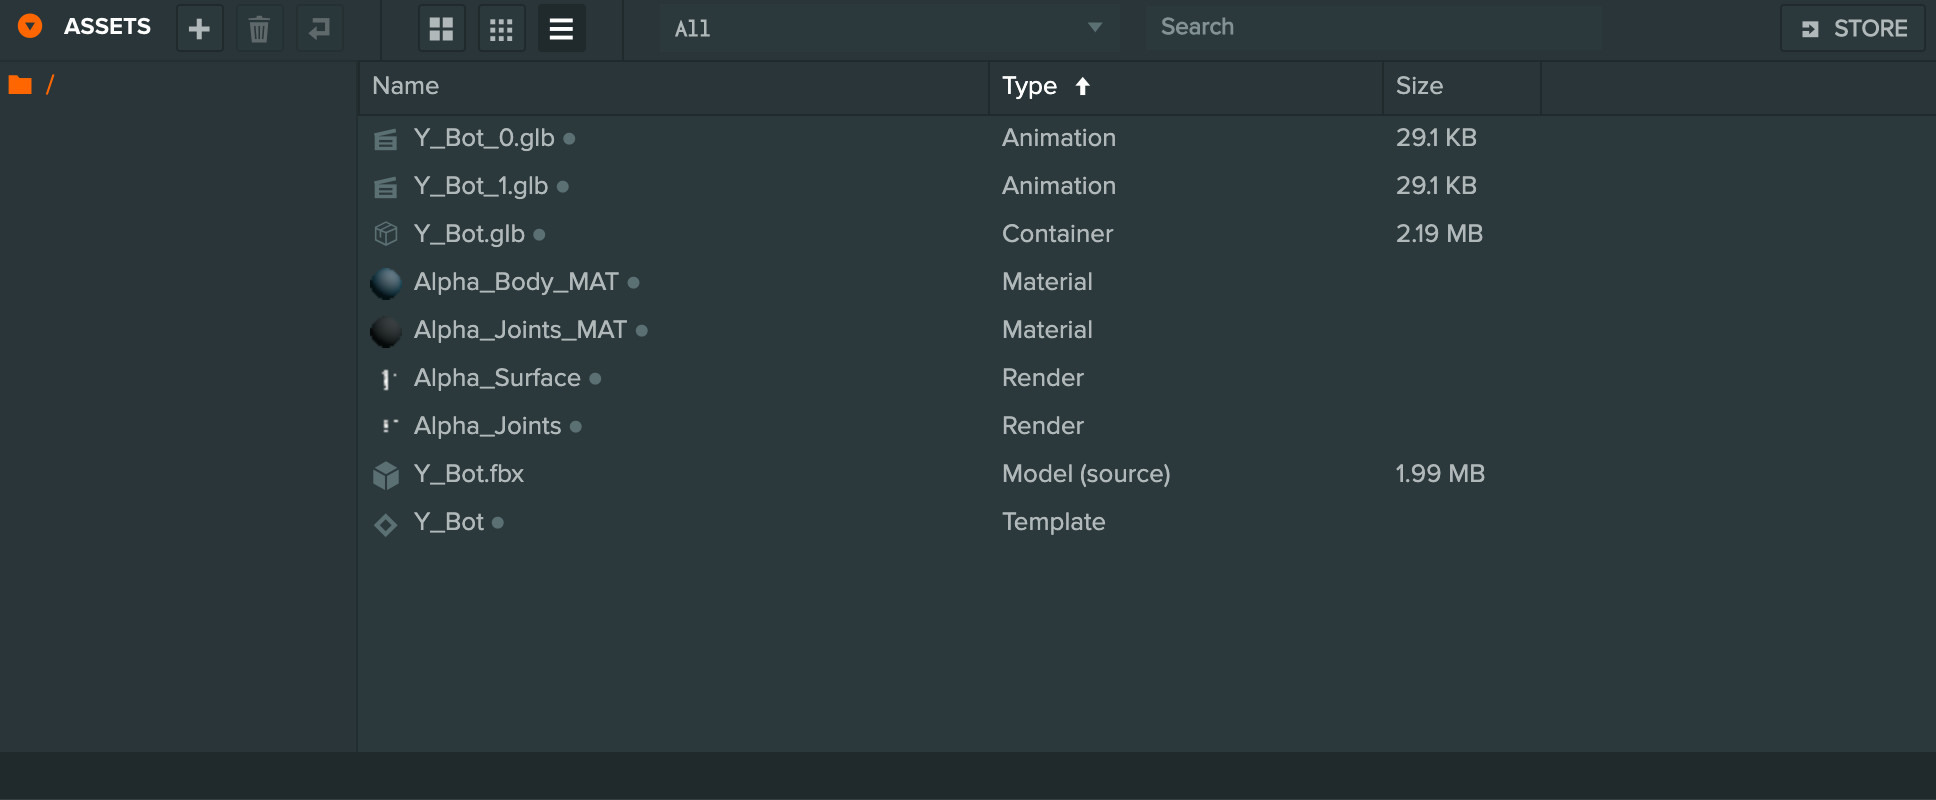 ASSETS All Search STORE
/
Name Type Size
Y_Bot_0.glb Animation 29.1 KB
Y_Bot_1.glb Animation 29.1 KB
Y_Bot.glb Container 2.19 MB
Alpha_Body_MAT Material
Alpha_Joints_MAT Material
Alpha_Surface Render
Alpha_Joints Render
Y_Bot.fbx Model (source) 1.99 MB
Y_Bot Template